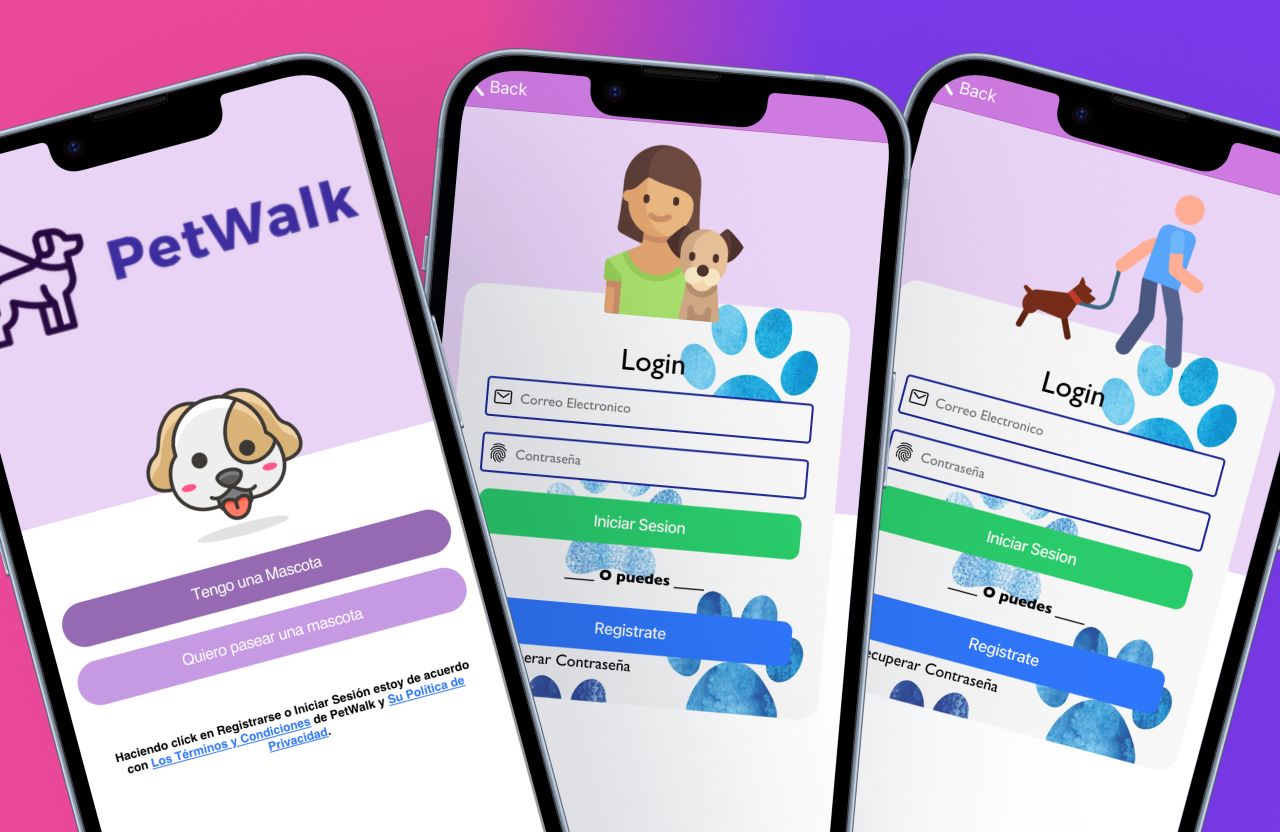 PetWalk
Tengo una Mascota
Quiero pasear una mascota
Haciendo click en Registrarse o Iniciar Sesión estoy de acuerdo
con Los Términos y Condiciones de PetWalk y Su Política de
Privacidad.
Back
Login
Correo Electronico
Contraseña
Iniciar Sesion
____ O puedes ____
Registrate
erar Contraseña
Back
Login
Correo Electronico
Contraseña
Iniciar Sesion
____ O puedes ____
Registrate
ecuperar Contraseña